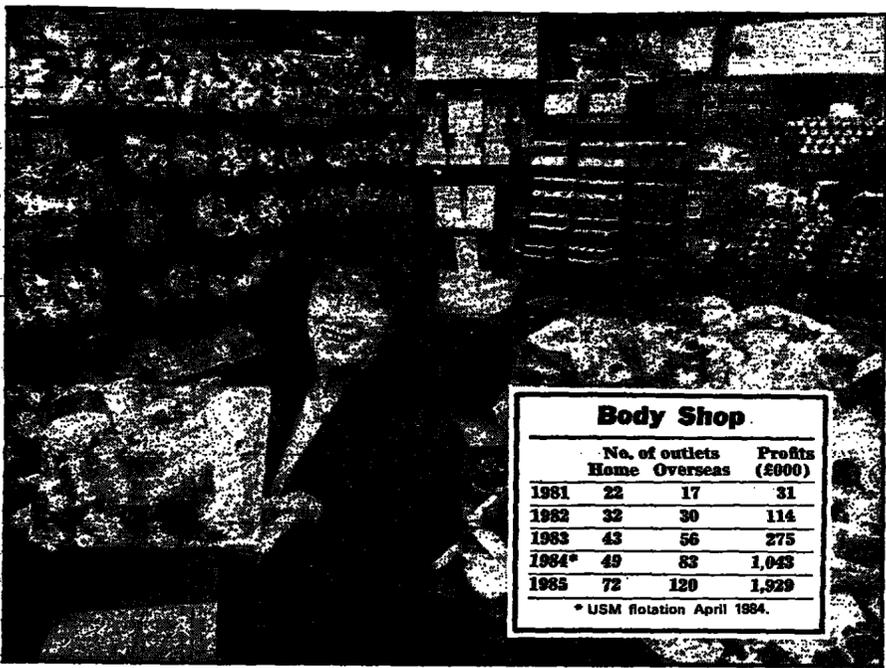 Body Shop
No. of outlets Profits
Home Overseas (£000)
1981 22 17 31
1982 32 30 114
1983 43 56 275
1984* 49 83 1,043
1985 72 120 1,929
* USM flotation April 1984.